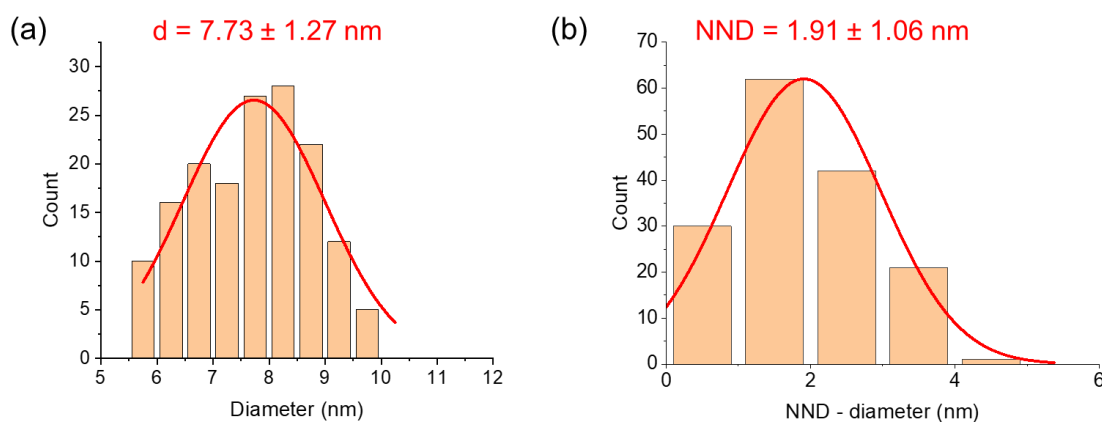 (a)
d = 7.73 ± 1.27 nm
Count
30
25
20
15
10
5
0
5 6 7 8 9 10 11 12
Diameter (nm)
(b)
NND = 1.91 ± 1.06 nm
Count
70
60
50
40
30
20
10
0
0 2 4 6
NND - diameter (nm)